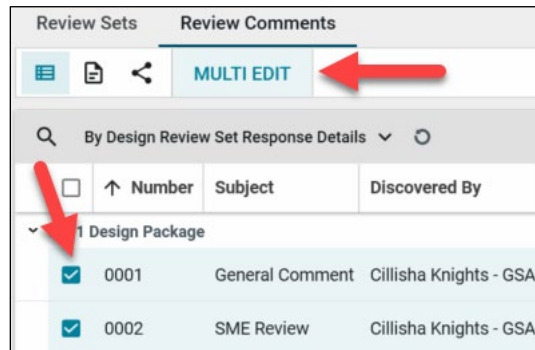 Review Sets Review Comments
MULTI EDIT
By Design Review Set Response Details
Number Subject Discovered By
1 Design Package
0001 General Comment Cillisha Knights - GSA
0002 SME Review Cillisha Knights - GSA